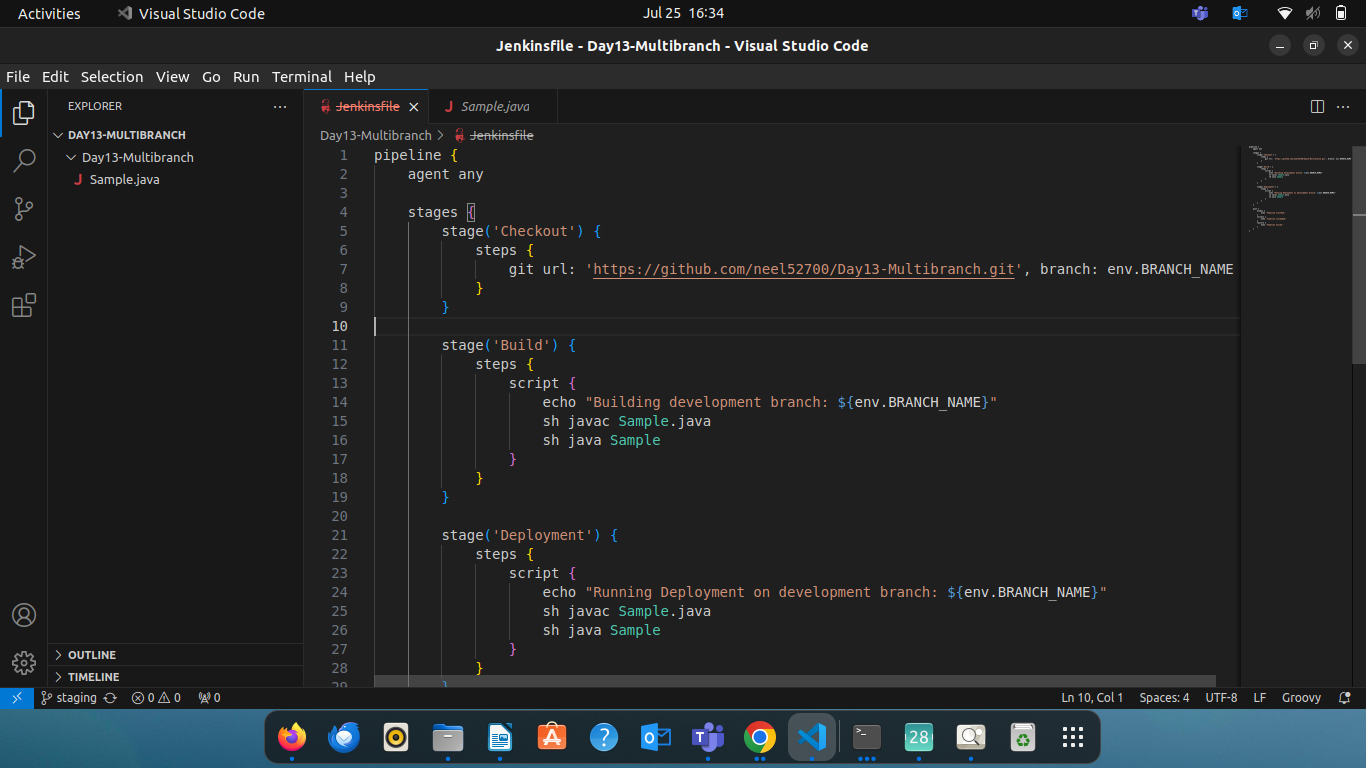 Activities Visual Studio Code Jul 25 16:34
Jenkinsfile - Day13-Multibranch - Visual Studio Code
File Edit Selection View Go Run Terminal Help
EXPLORER
DAY13-MULTIBRANCH
Day13-Multibranch
J Sample.java
OUTLINE
TIMELINE
Jenkinsfile J Sample.java
Day13-Multibranch > Jenkinsfile
1 pipeline {
2     agent any
3
4     stages {
5         stage('Checkout') {
6             steps {
7                 git url: 'https://github.com/neel52700/Day13-Multibranch.git', branch: env.BRANCH_NAME
8             }
9         }
10
11         stage('Build') {
12             steps {
13                 script {
14                     echo "Building development branch: ${env.BRANCH_NAME}"
15                     sh javac Sample.java
16                     sh java Sample
17                 }
18             }
19         }
20
21         stage('Deployment') {
22             steps {
23                 script {
24                     echo "Running Deployment on development branch: ${env.BRANCH_NAME}"
25                     sh javac Sample.java
26                     sh java Sample
27                 }
28             }
29         }
staging 0 0 0 Ln 10, Col 1 Spaces: 4 UTF-8 LF Groovy
28